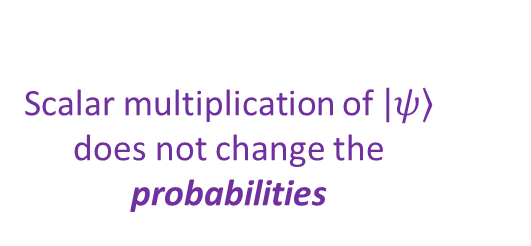 Scalar multiplication of |ψ⟩
does not change the
probabilities